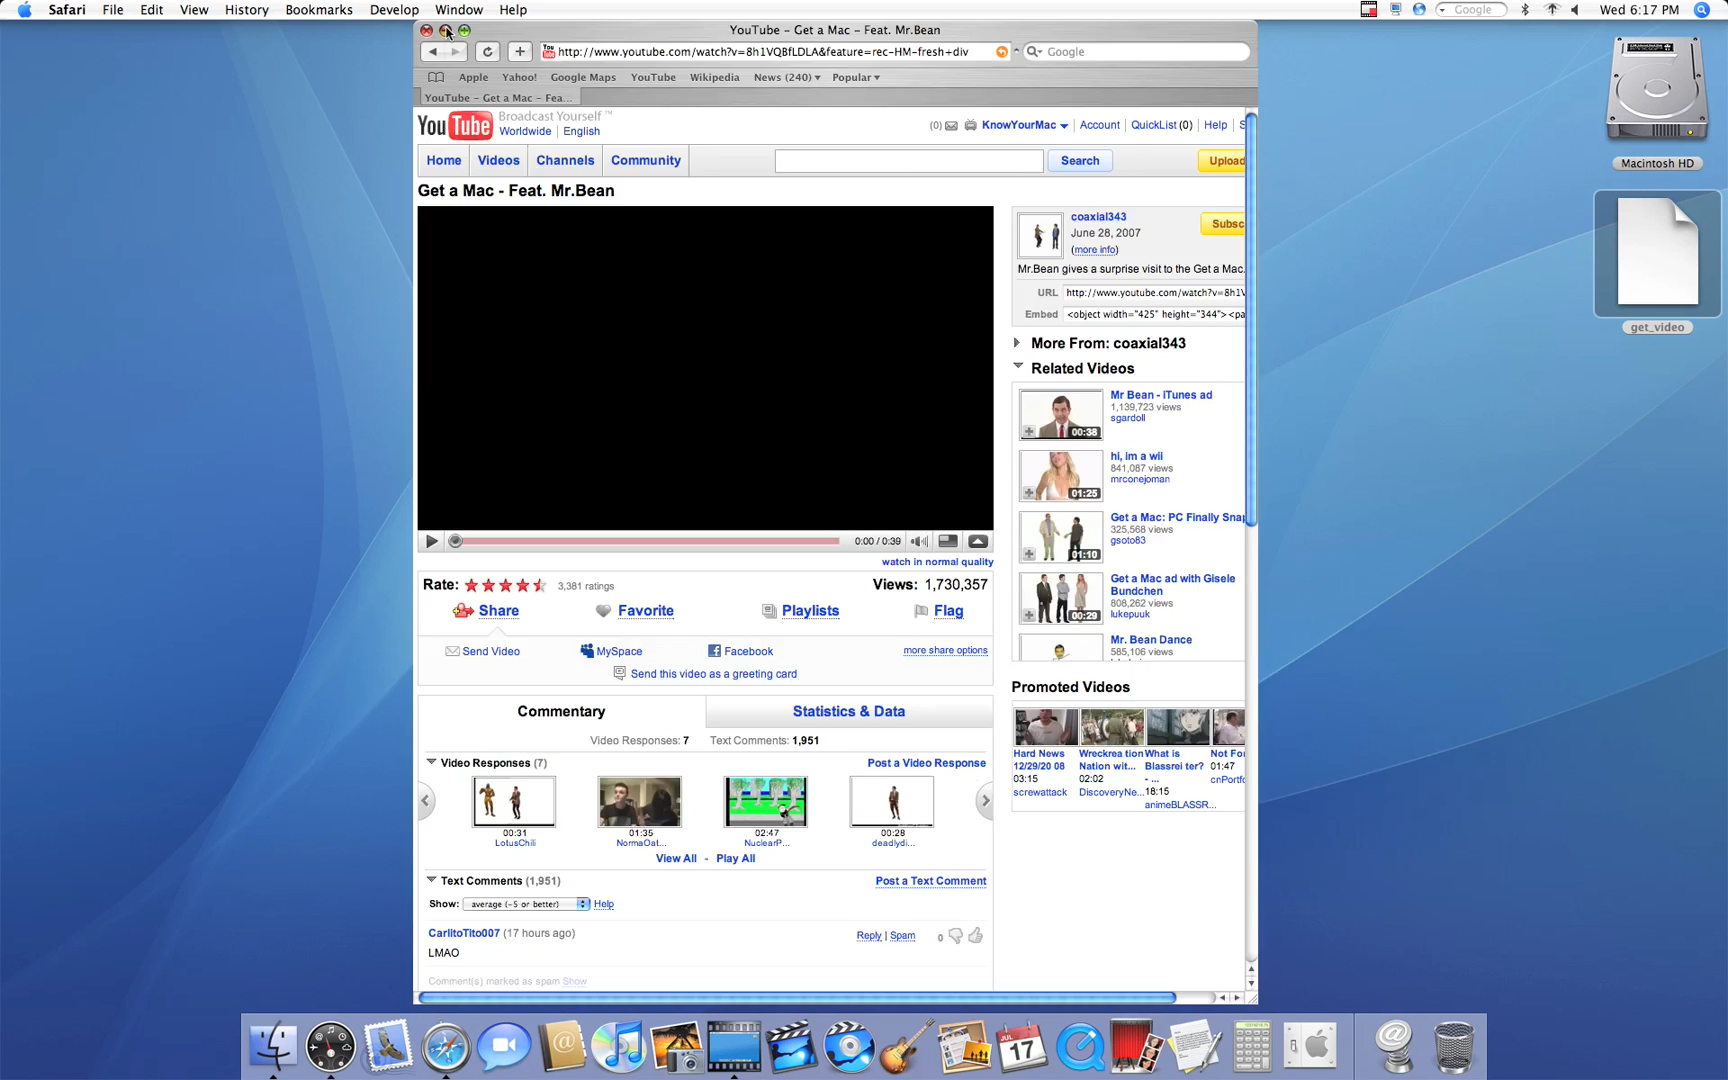 Safari File Edit View History Bookmarks Develop Window Help
Google
Wed 6:17 PM
YouTube – Get a Mac – Feat. Mr.Bean
http://www.youtube.com/watch?v=8h1VQBfLDLA&feature=rec-HM-fresh+div
Google
Apple Yahoo! Google Maps YouTube Wikipedia News (240) Popular
YouTube – Get a Mac – Fea...
YouTube
Broadcast Yourself ™
Worldwide English
(0) KnowYourMac Account QuickList (0) Help S
Home Videos Channels Community Search Upload
Get a Mac - Feat. Mr.Bean
0:00 / 0:39
watch in normal quality
Rate: 3,381 ratings Views: 1,730,357
Share Favorite Playlists Flag
Send Video MySpace Facebook more share options
Send this video as a greeting card
Commentary Statistics & Data
Video Responses: 7 Text Comments: 1,951
Video Responses (7) Post a Video Response
00:31 01:35 02:47 00:28
LotusChili NormaOat... NuclearP... deadlydi...
View All - Play All
Text Comments (1,951) Post a Text Comment
Show: average (-5 or better) Help
CarlitoTito007 (17 hours ago) Reply | Spam 0
LMAO
Comment(s) marked as spam Show
coaxial343
June 28, 2007
(more info)
Subsc
Mr.Bean gives a surprise visit to the Get a Mac.
URL http://www.youtube.com/watch?v=8h1V
Embed <object width="425" height="344"><pa
More From: coaxial343
Related Videos
Mr Bean - iTunes ad
1,139,723 views
sgardoll
00:38
hi, im a wii
841,087 views
mrconejoman
01:25
Get a Mac: PC Finally Snap
325,568 views
gsoto83
01:10
Get a Mac ad with Gisele
Bundchen
808,262 views
lukepuuk
00:29
Mr. Bean Dance
585,106 views
Promoted Videos
Hard News
12/29/20 08
03:15
screwattack
Wreckrea tion
Nation wit...
02:02
DiscoveryNe...
What is
Blassrei ter?
- ...
18:15
animeBLASSR...
Not Fo
01:47
cnPortfo
Macintosh HD
get_video
JUL
17